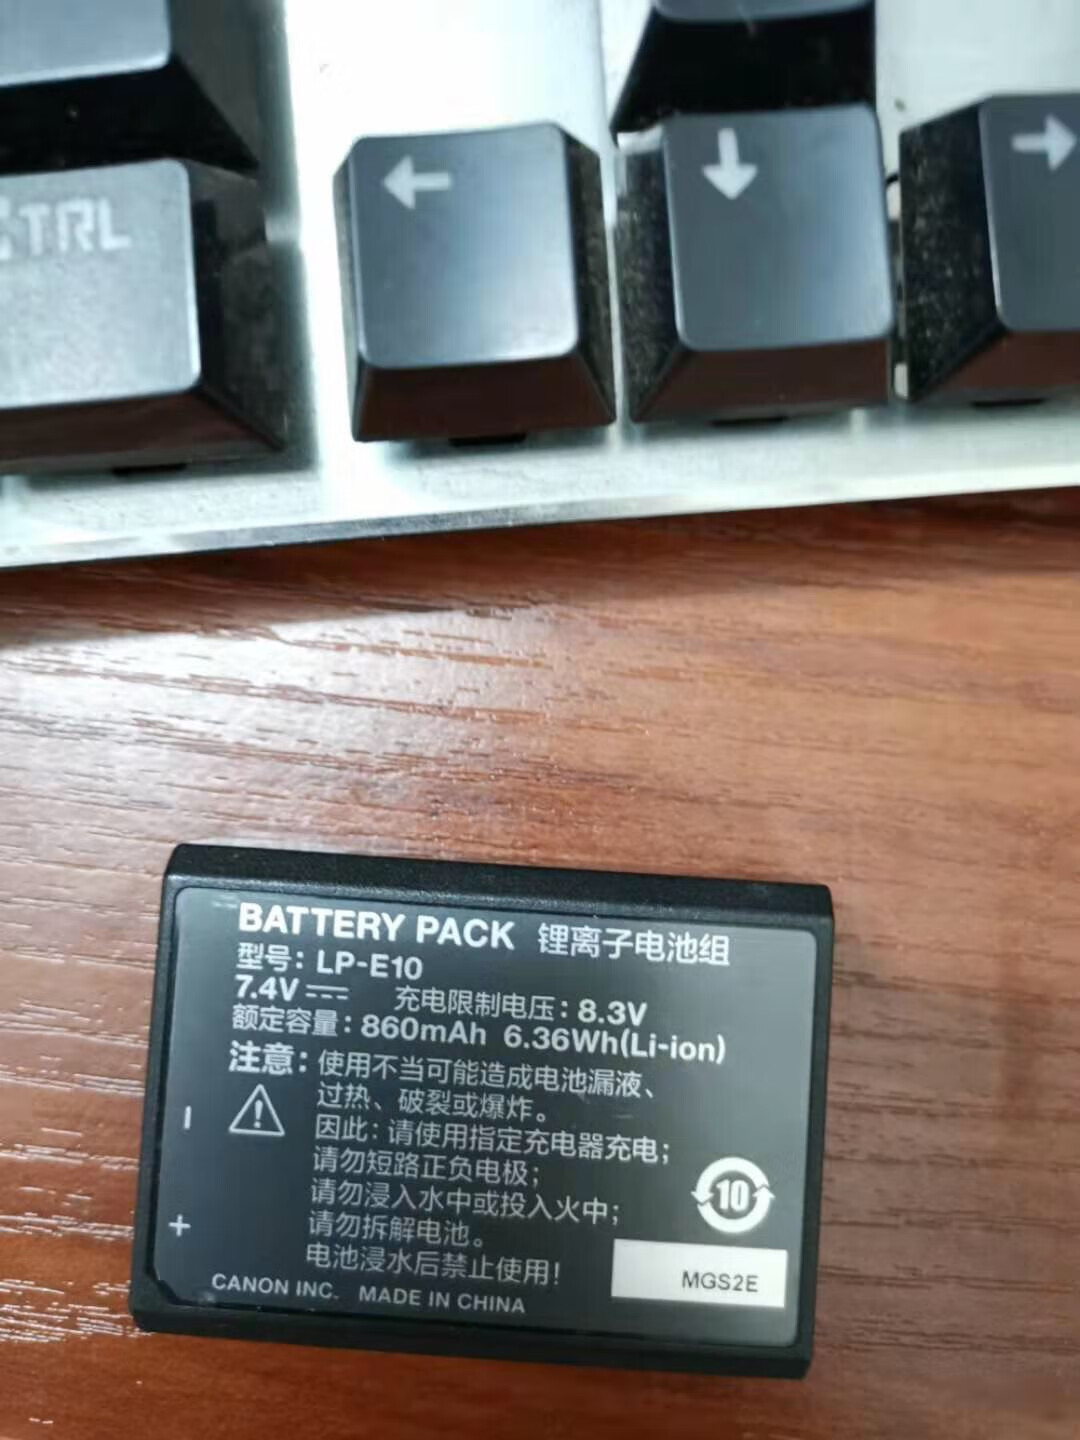 CTRL
←
↓
→
BATTERY PACK 锂离子电池组
型号: LP-E10
7.4V 充电限制电压: 8.3V
额定容量: 860mAh 6.36Wh(Li-ion)
注意: 使用不当可能造成电池漏液、
过热、破裂或爆炸。
因此: 请使用指定充电器充电;
请勿短路正负电极;
请勿浸入水中或投入火中;
请勿拆解电池。
电池浸水后禁止使用!
CANON INC. MADE IN CHINA
10
MGS2E
−
+